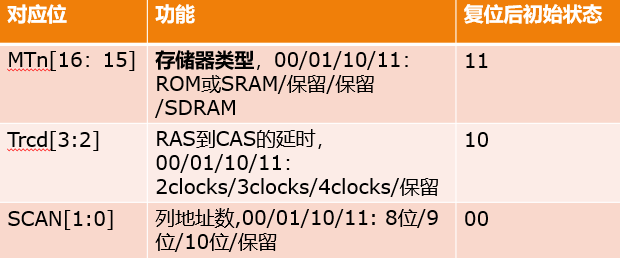 对应位 功能 复位后初始状态
MTn[16：15] 存储器类型，00/01/10/11： 11
ROM或SRAM/保留/保留
/SDRAM
Trcd[3:2] RAS到CAS的延时， 10
00/01/10/11：
2clocks/3clocks/4clocks/保留
SCAN[1:0] 列地址数,00/01/10/11: 8位/9 00
位/10位/保留